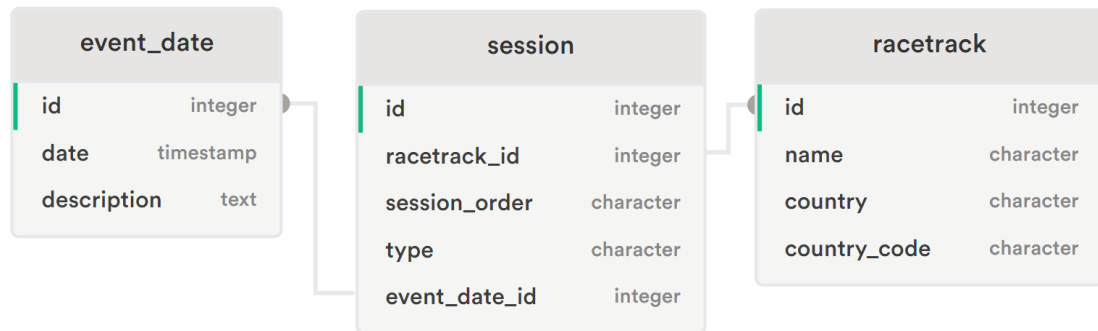 event_date
id integer
date timestamp
description text
session
id integer
racetrack_id integer
session_order character
type character
event_date_id integer
racetrack
id integer
name character
country character
country_code character